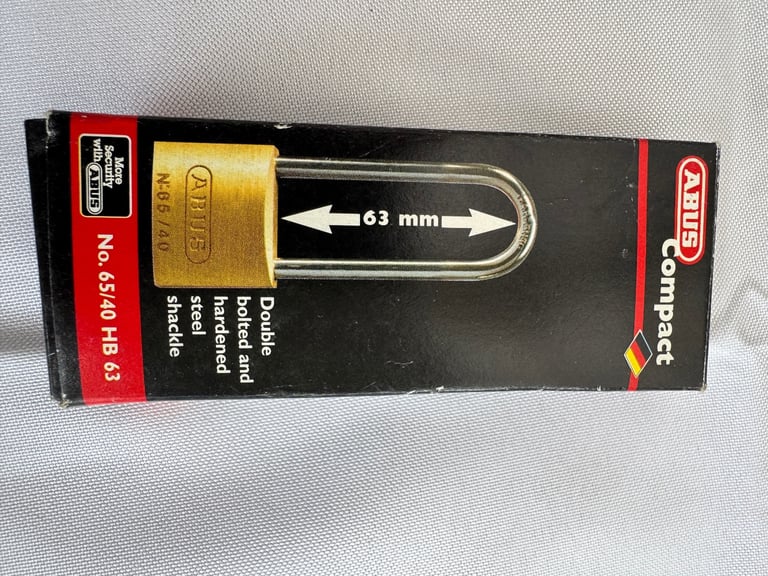 ABUS
Compact
63 mm
ABUS
No. 65/40
Double
bolted and
hardened
steel
shackle
More
Security
with ABUS
No. 65/40 HB 63